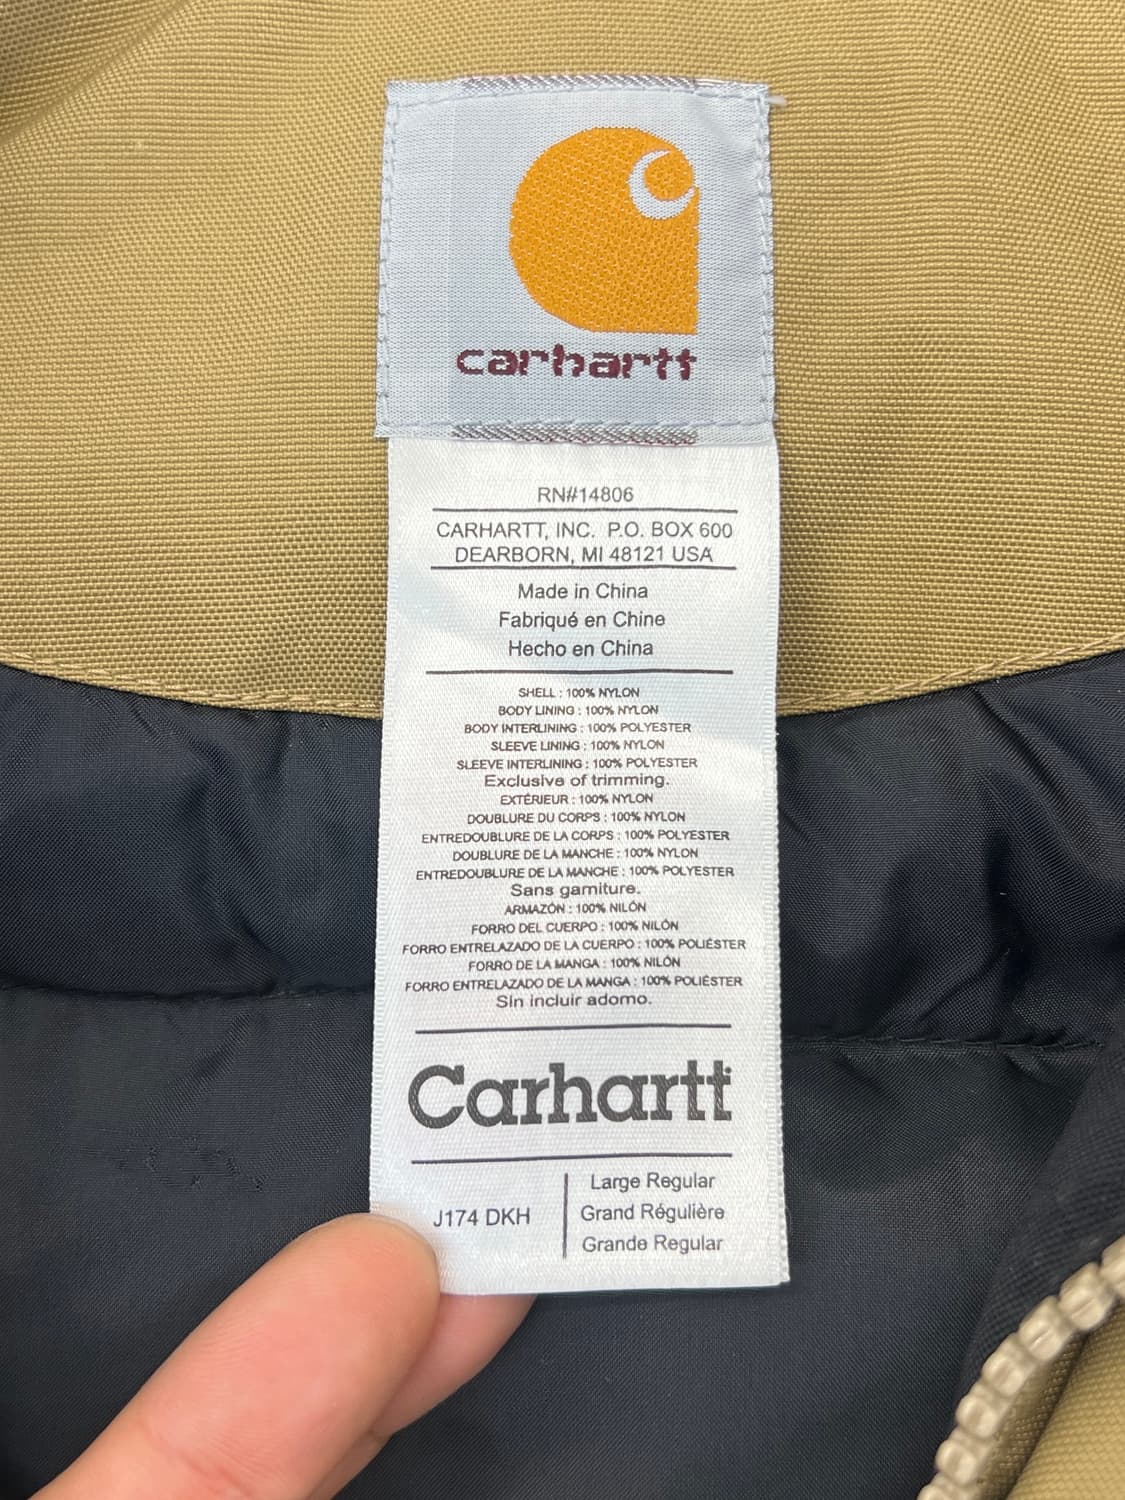 carhartt
RN#14806
CARHARTT, INC. P.O. BOX 600
DEARBORN, MI 48121 USA
Made in China
Fabriqué en Chine
Hecho en China
SHELL : 100% NYLON
BODY LINING : 100% NYLON
BODY INTERLINING : 100% POLYESTER
SLEEVE LINING : 100% NYLON
SLEEVE INTERLINING : 100% POLYESTER
Exclusive of trimming.
EXTÉRIEUR : 100% NYLON
DOUBLURE DU CORPS : 100% NYLON
ENTREDOUBLURE DE LA CORPS : 100% POLYESTER
DOUBLURE DE LA MANCHE : 100% NYLON
ENTREDOUBLURE DE LA MANCHE : 100% POLYESTER
Sans gamiture.
ARMAZÓN : 100% NILÓN
FORRO DEL CUERPO : 100% NILÓN
FORRO ENTRELAZADO DE LA CUERPO : 100% POLIÉSTER
FORRO DE LA MANGA : 100% NILÓN
FORRO ENTRELAZADO DE LA MANGA : 100% POLIÉSTER
Sin incluir adomo.
Carhartt
J174 DKH
Large Regular
Grand Régulière
Grande Regular